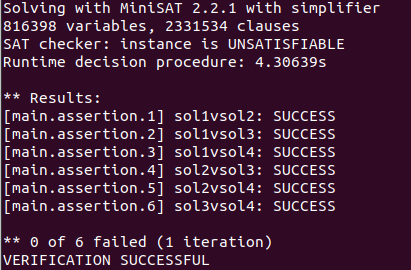 Solving with MiniSAT 2.2.1 with simplifier
816398 variables, 2331534 clauses
SAT checker: instance is UNSATISFIABLE
Runtime decision procedure: 4.30639s
** Results:
[main.assertion.1] sol1vsol2: SUCCESS
[main.assertion.2] sol1vsol3: SUCCESS
[main.assertion.3] sol1vsol4: SUCCESS
[main.assertion.4] sol2vsol3: SUCCESS
[main.assertion.5] sol2vsol4: SUCCESS
[main.assertion.6] sol3vsol4: SUCCESS
** 0 of 6 failed (1 iteration)
VERIFICATION SUCCESSFUL